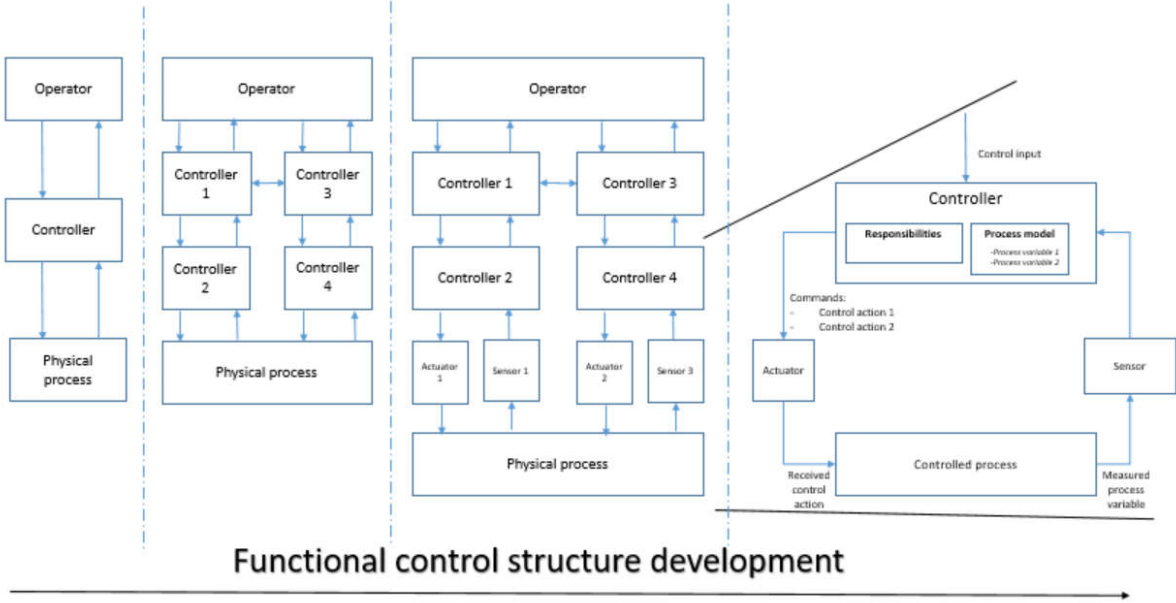 Operator
Controller
Physical
process
Operator
Controller
1
Controller
3
Controller
2
Controller
4
Physical process
Operator
Controller 1
Controller 3
Controller 2
Controller 4
Actuator
1
Sensor 1
Actuator
2
Sensor 3
Physical process
Control input
Controller
Responsibilities
Process model
-Process variable 1
-Process variable 2
Commands:
- Control action 1
- Control action 2
Actuator
Sensor
Controlled process
Received
control
action
Measured
process
variable
Functional control structure development